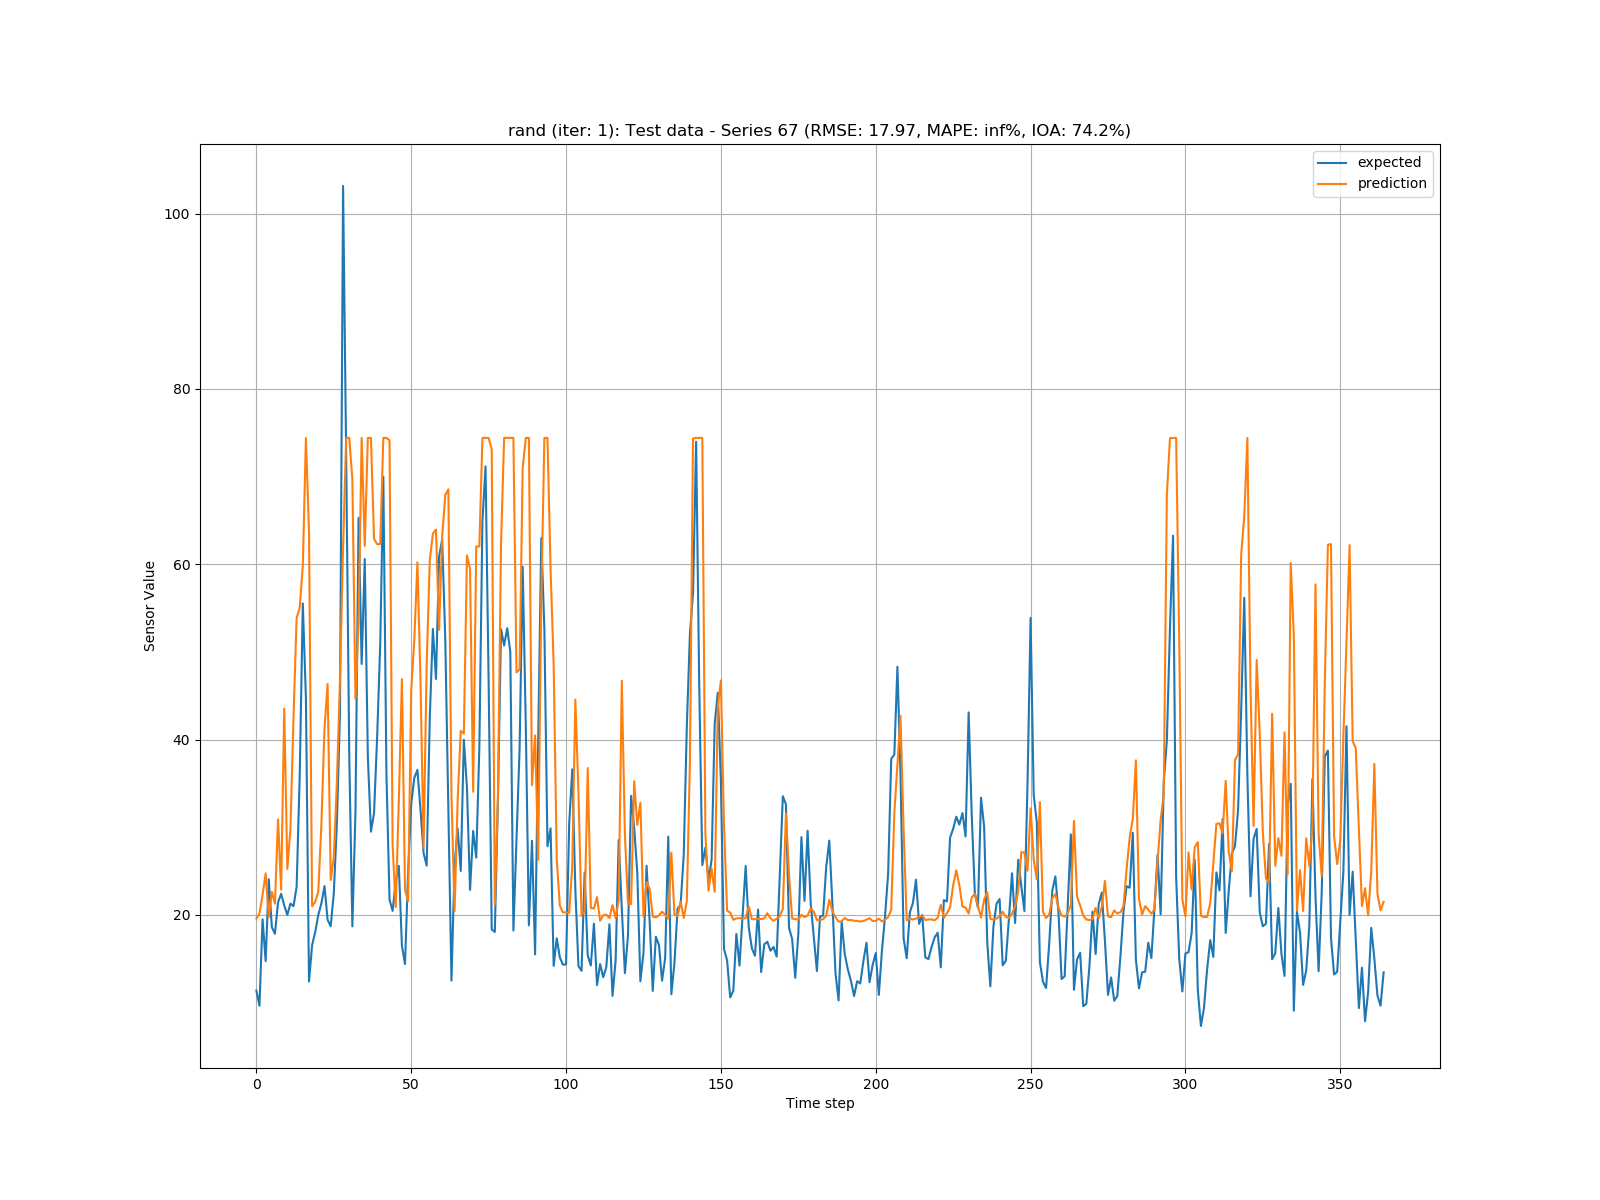 rand (iter: 1): Test data - Series 67 (RMSE: 17.97, MAPE: inf%, IOA: 74.2%)
expected
prediction
100
80
60
40
20
Sensor Value
0 50 100 150 200 250 300 350
Time step